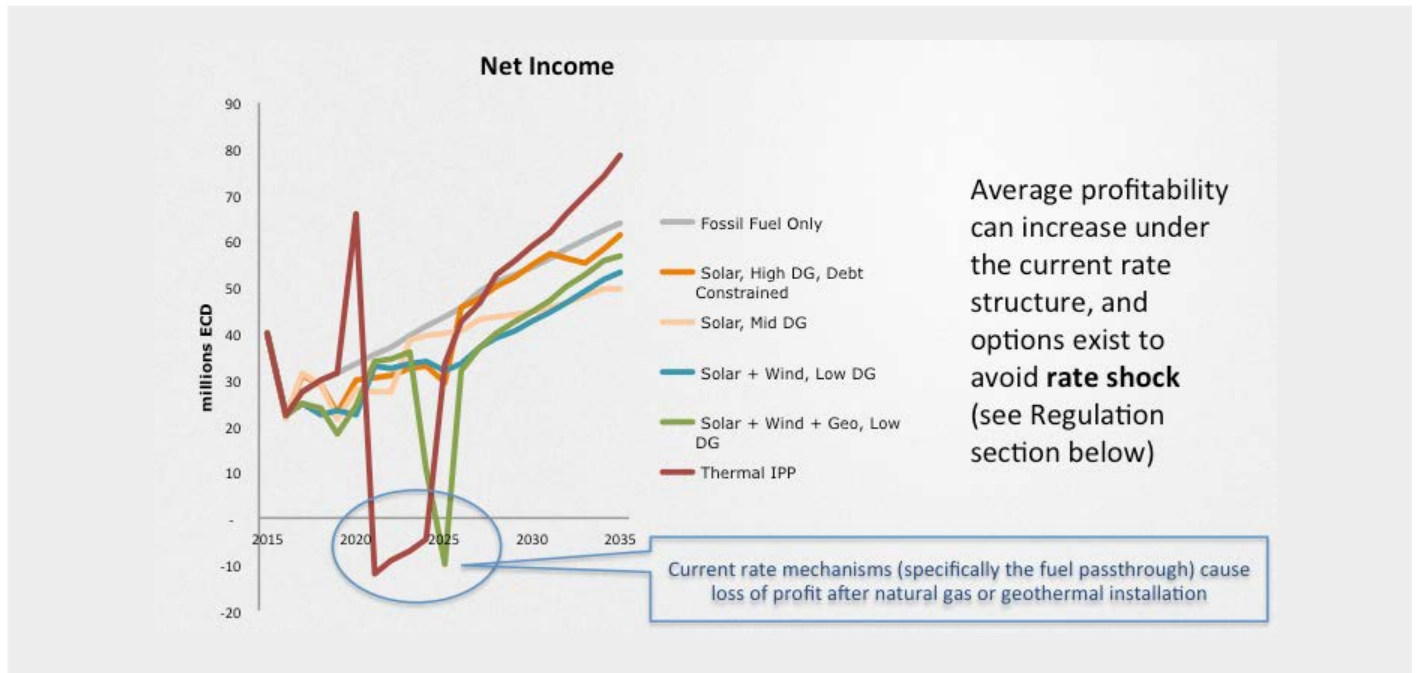 Net Income
90
80
70
60
50
40
30
20
10
-
-10
-20
millions ECD
2015 2020 2025 2030 2035
Fossil Fuel Only
Solar, High DG, Debt
Constrained
Solar, Mid DG
Solar + Wind, Low DG
Solar + Wind + Geo, Low
DG
Thermal IPP
Average profitability
can increase under
the current rate
structure, and
options exist to
avoid rate shock
(see Regulation
section below)
Current rate mechanisms (specifically the fuel passthrough) cause
loss of profit after natural gas or geothermal installation